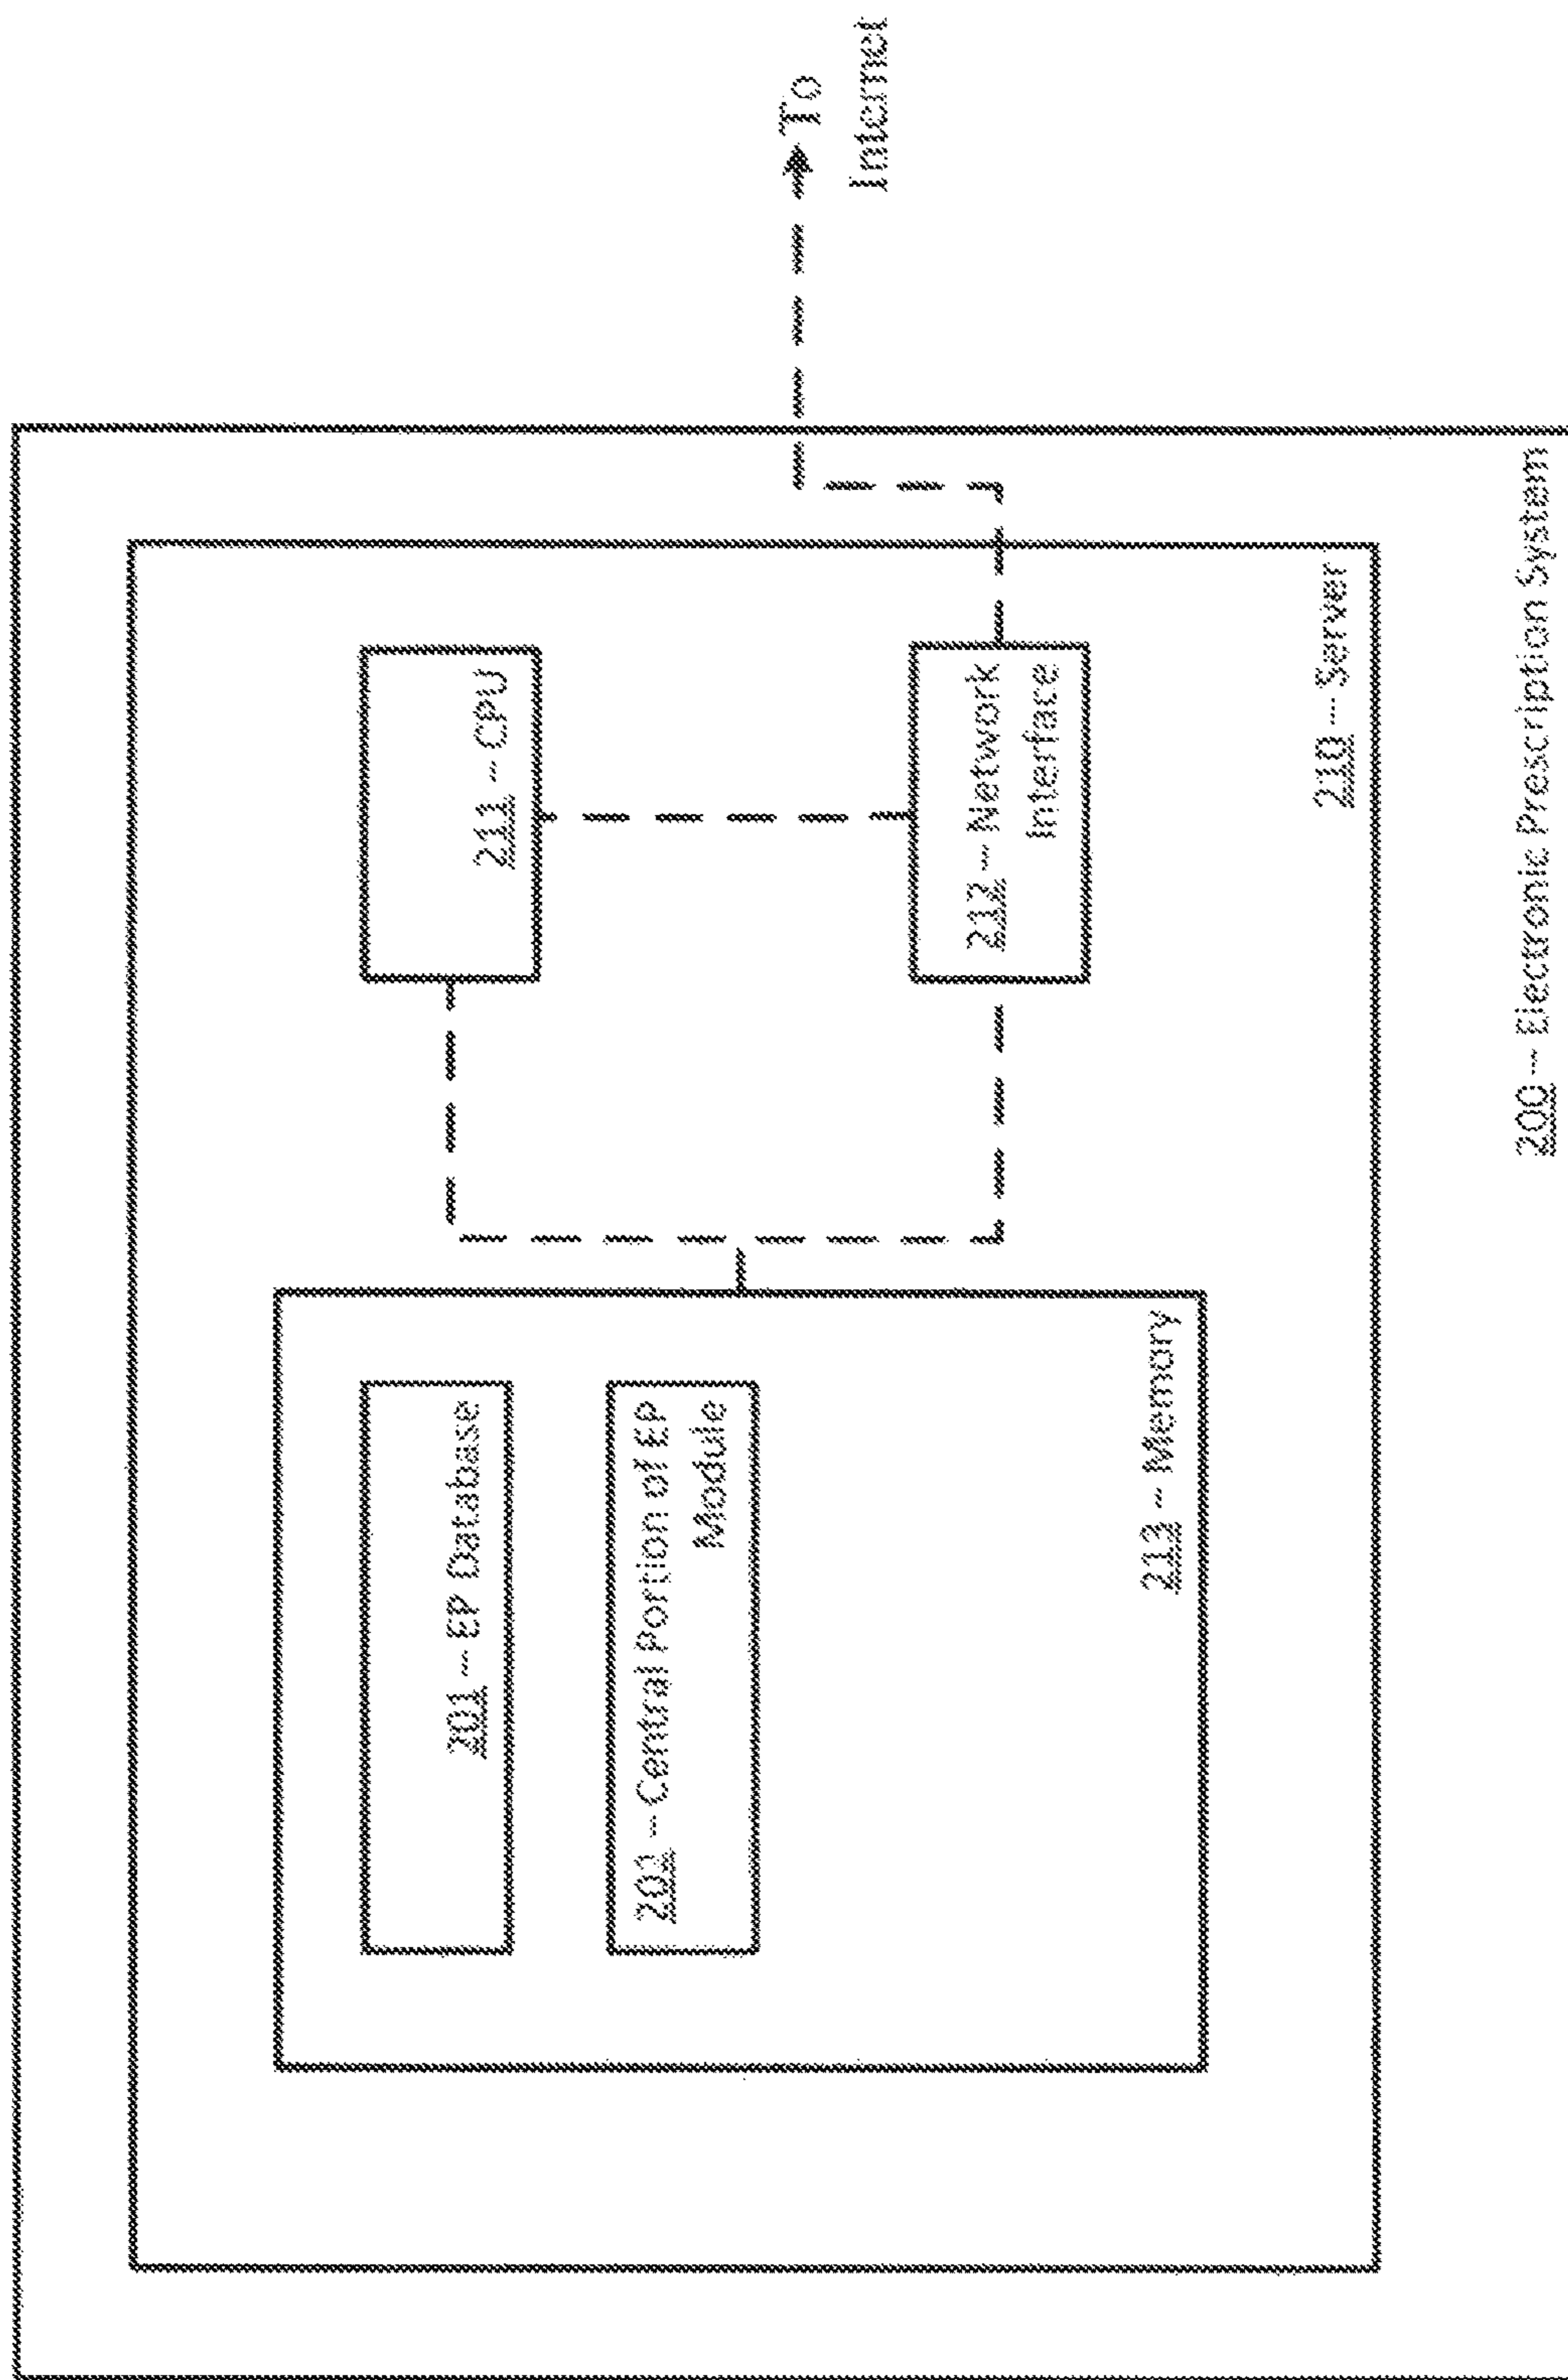 201 – EP Database
201 – Central Portion of EP
Module
213 – Memory
211 – CPU
212 – Network
Interface
210 – Server
200 – Electronic Prescription System
To
Internet